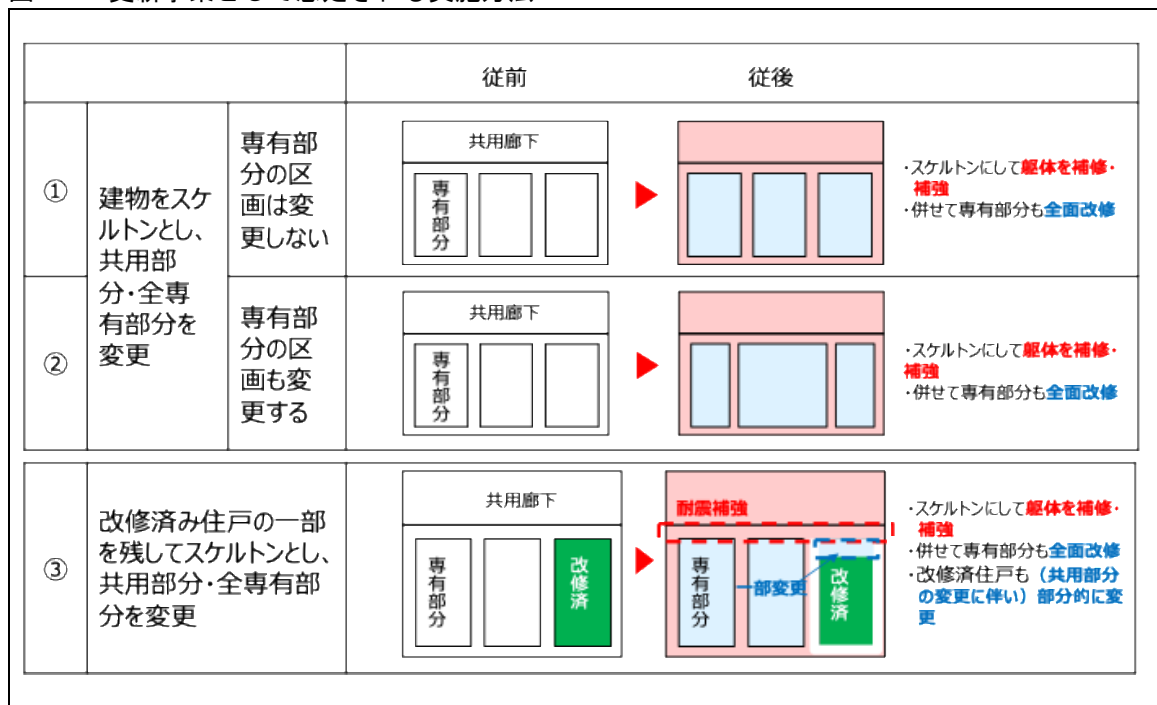 従前
従後
①
建物をスケ
ルトンとし、
共用部
分・全専
有部分を
変更
専有部
分の区
画は変
更しない
共用廊下
専有部分
・スケルトンにして躯体を補修・
補強
・併せて専有部分も全面改修
②
専有部
分の区
画も変
更する
共用廊下
専有部分
・スケルトンにして躯体を補修・
補強
・併せて専有部分も全面改修
③
改修済み住戸の一部
を残してスケルトンとし、
共用部分・全専有部
分を変更
共用廊下
専有部分
改修済
耐震補強
専有部分
一部変更
改修済
・スケルトンにして躯体を補修・
補強
・併せて専有部分も全面改修
・改修済住戸も（共用部分
の変更に伴い）部分的に変
更